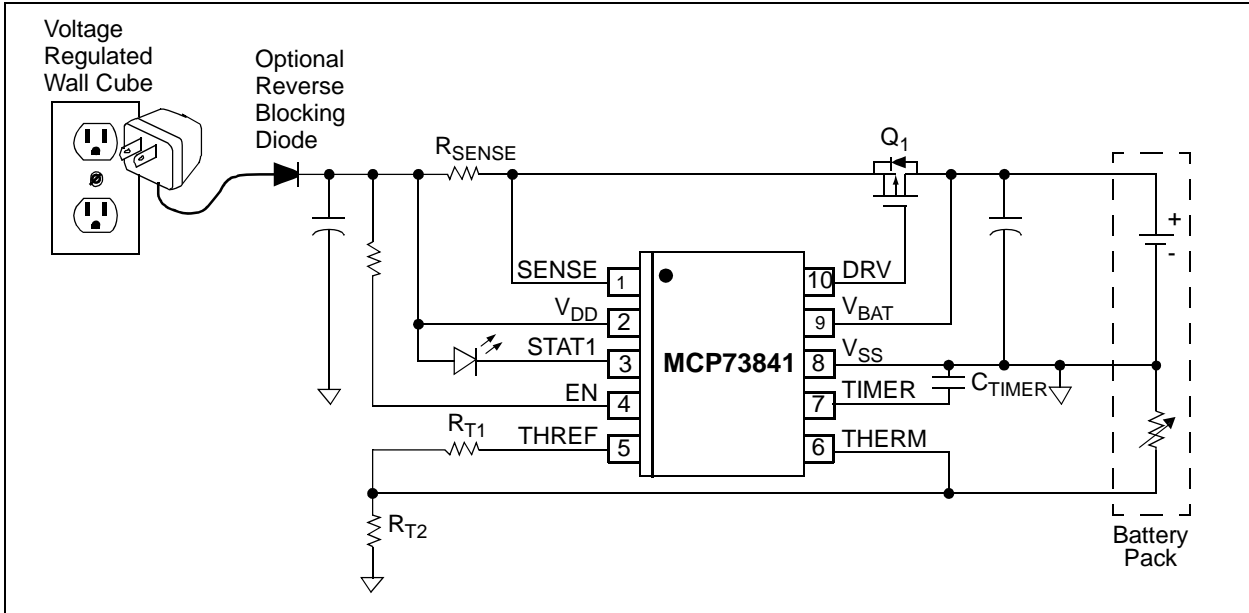 Voltage
Regulated
Wall Cube
Optional
Reverse
Blocking
Diode
RSENSE
Q1
+
-
SENSE
1
VDD
2
STAT1
3
EN
4
RT1
THREF
5
MCP73841
10
DRV
9
VBAT
8
VSS
7
TIMER
CTIMER
6
THERM
RT2
Battery
Pack